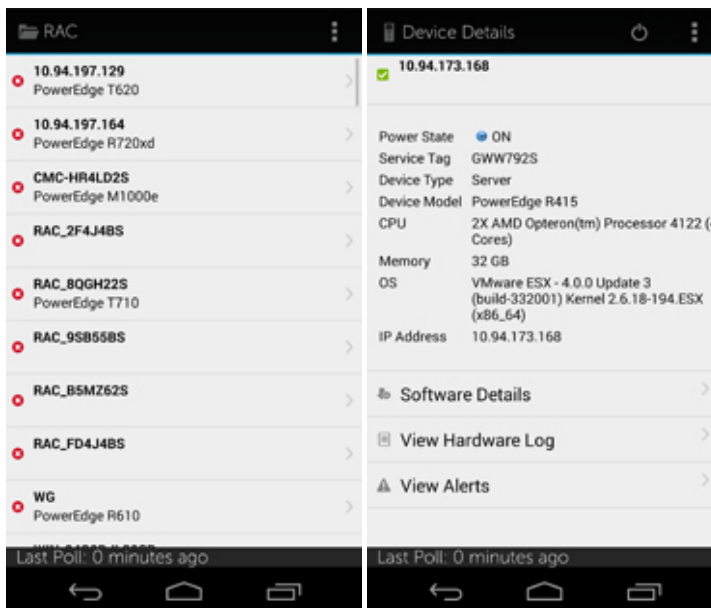 RAC
10.94.197.129
PowerEdge T620
10.94.197.164
PowerEdge R720xd
CMC-HR4LD2S
PowerEdge M1000e
RAC_2F4J4BS
RAC_8QGH22S
PowerEdge T710
RAC_9SB55BS
RAC_B5MZ62S
RAC_FD4J4BS
WG
PowerEdge R610
Last Poll: 0 minutes ago
Device Details
10.94.173.168
Power State ON
Service Tag GWW792S
Device Type Server
Device Model PowerEdge R415
CPU 2X AMD Opteron(tm) Processor 4122 (
Cores)
Memory 32 GB
OS VMware ESX - 4.0.0 Update 3
(build-332001) Kernel 2.6.18-194.ESX
(x86_64)
IP Address 10.94.173.168
Software Details
View Hardware Log
View Alerts
Last Poll: 0 minutes ago